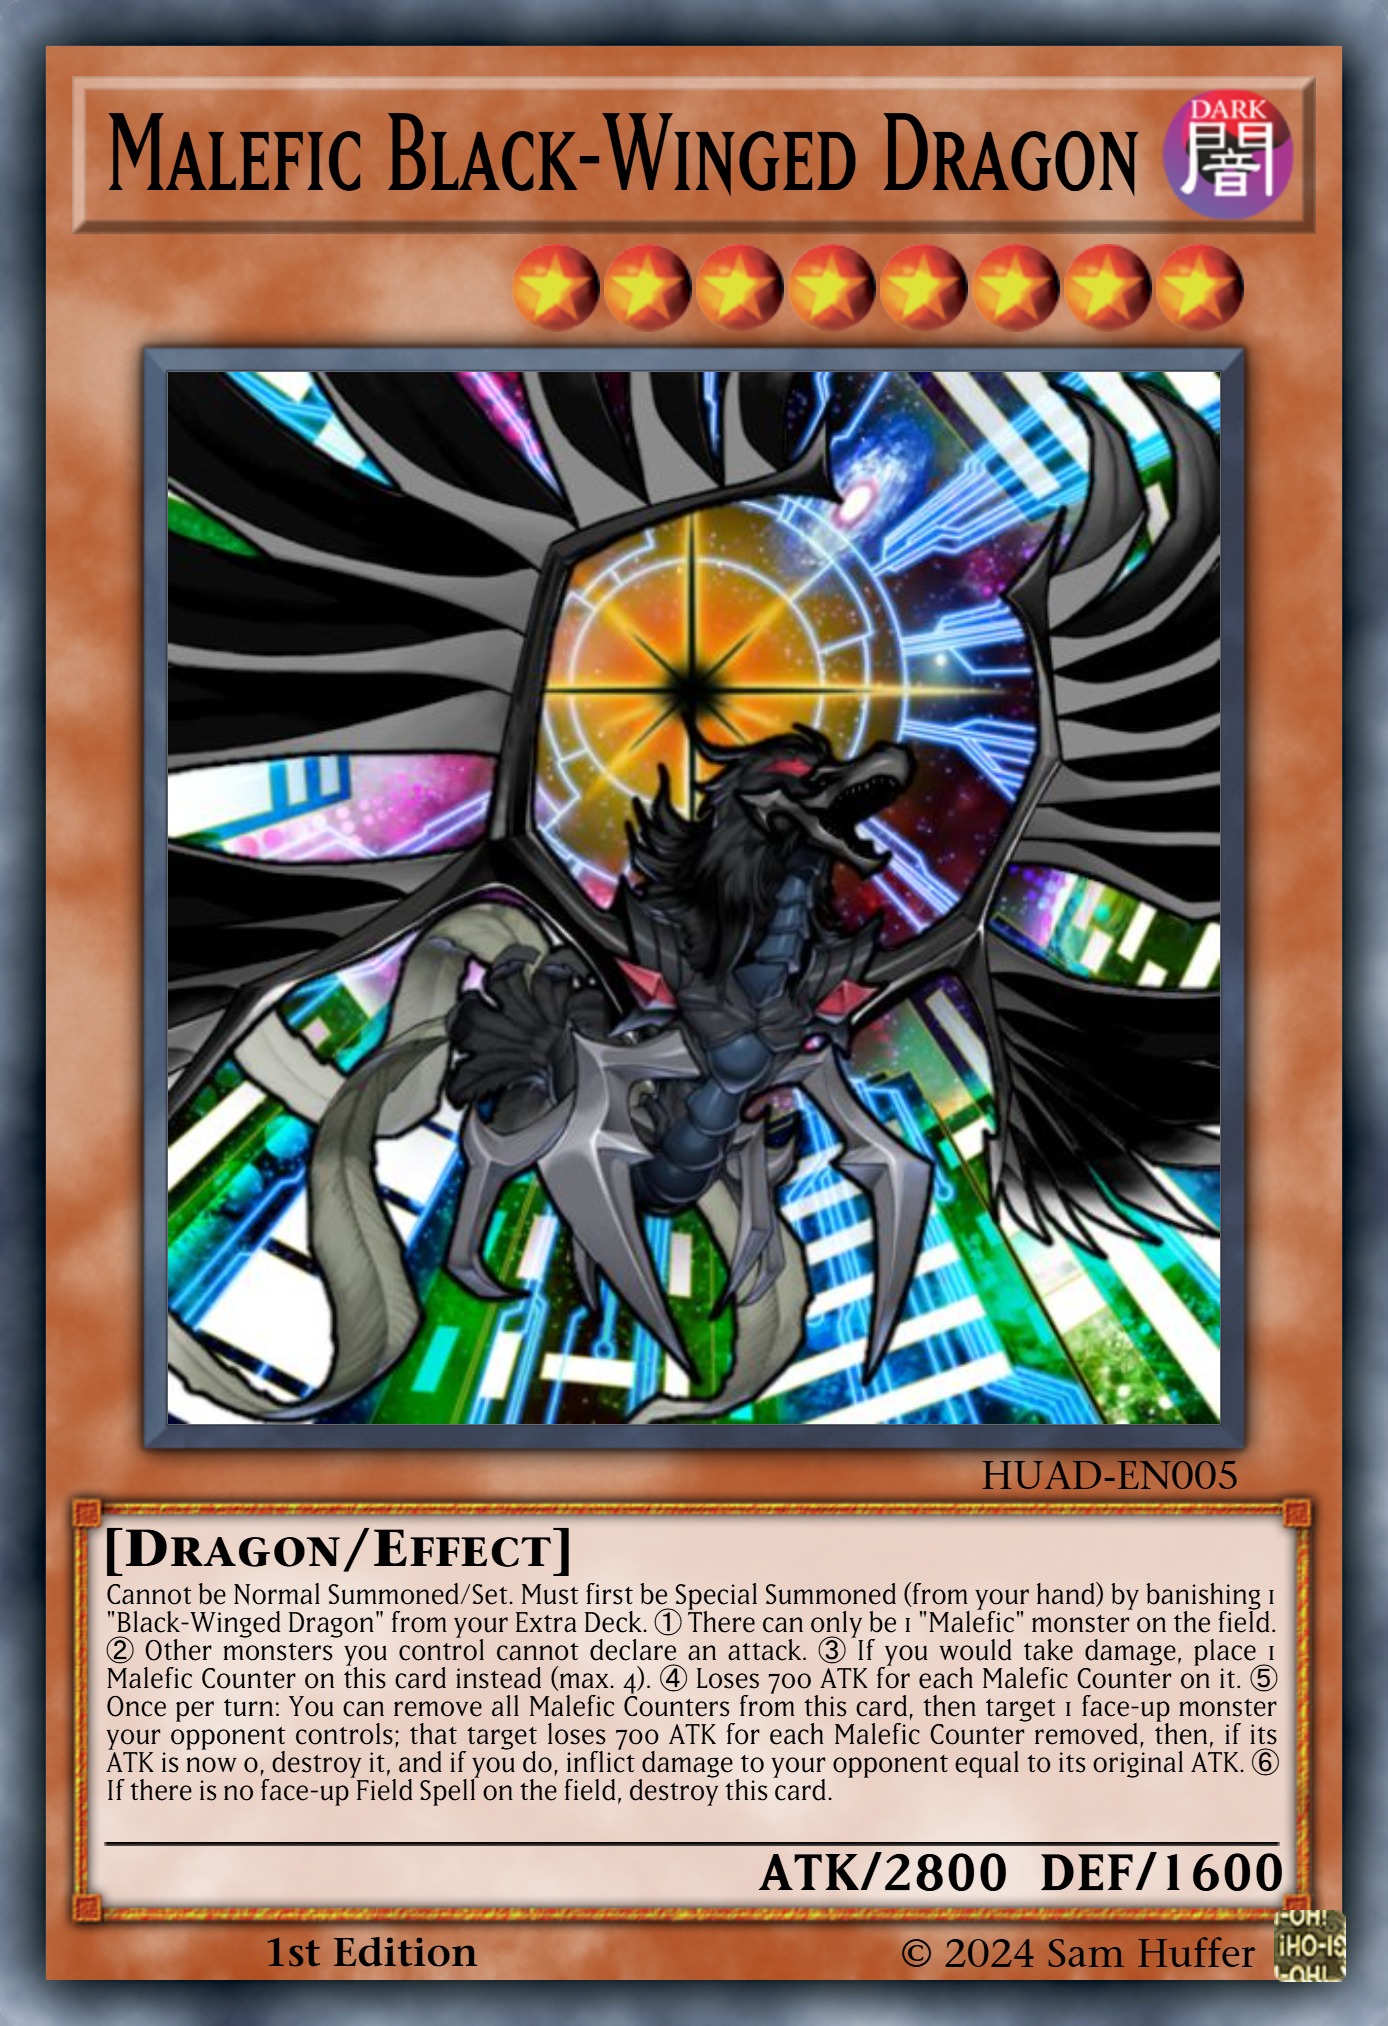 Malefic Black-Winged Dragon
DARK
闇
HUAD-EN005
[Dragon/Effect]
Cannot be Normal Summoned/Set. Must first be Special Summoned (from your hand) by banishing 1
"Black-Winged Dragon" from your Extra Deck. ① There can only be 1 "Malefic" monster on the field.
② Other monsters you control cannot declare an attack. ③ If you would take damage, place 1
Malefic Counter on this card instead (max. 4). ④ Loses 700 ATK for each Malefic Counter on it. ⑤
Once per turn: You can remove all Malefic Counters from this card, then target 1 face-up monster
your opponent controls; that target loses 700 ATK for each Malefic Counter removed, then, if its
ATK is now 0, destroy it, and if you do, inflict damage to your opponent equal to its original ATK. ⑥
If there is no face-up Field Spell on the field, destroy this card.
ATK/2800 DEF/1600
1st Edition
© 2024 Sam Huffer